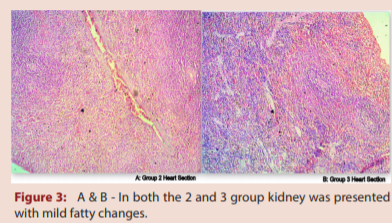 A: Group 2 Heart Section
B: Group 3 Heart Section
Figure 3: A & B - In both the 2 and 3 group kidney was presented
with mild fatty changes.